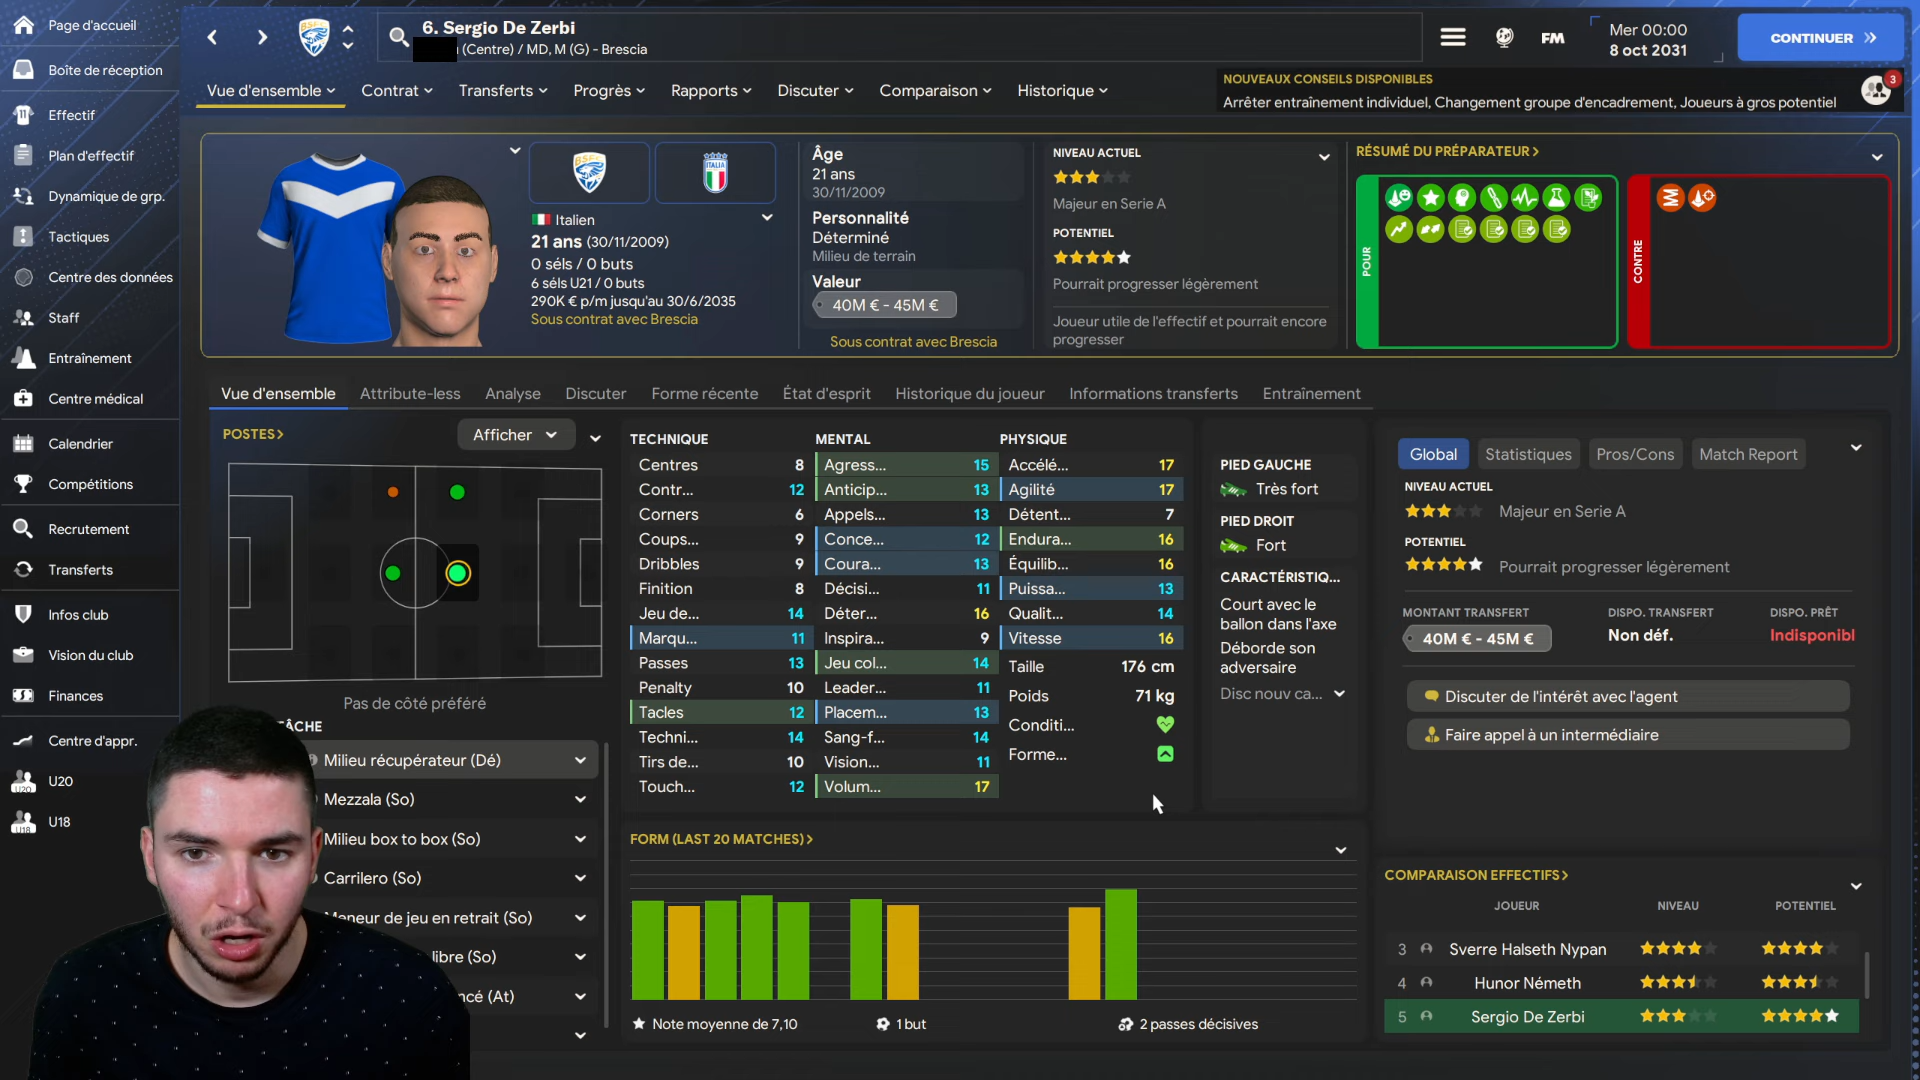 Page d'accueil
Boîte de réception
Effectif
Plan d'effectif
Dynamique de grp.
Tactiques
Centre des données
Staff
Entraînement
Centre médical
Calendrier
Compétitions
Recrutement
Transferts
Infos club
Vision du club
Finances
Centre d'appr.
U20
U18
6. Sergio De Zerbi
(Centre) / MD, M (G) - Brescia
FM
Mer 00:00
8 oct 2031
CONTINUER
Vue d'ensemble
Contrat
Transferts
Progrès
Rapports
Discuter
Comparaison
Historique
NOUVEAUX CONSEILS DISPONIBLES
Arrêter entraînement individuel, Changement groupe d'encadrement, Joueurs à gros potentiel
3
BSFC
ITALIA
Italien
21 ans (30/11/2009)
0 séls / 0 buts
6 séls U21 / 0 buts
290K € p/m jusqu'au 30/6/2035
Sous contrat avec Brescia
Âge
21 ans
30/11/2009
Personnalité
Déterminé
Milieu de terrain
Valeur
40M € - 45M €
Sous contrat avec Brescia
NIVEAU ACTUEL
Majeur en Serie A
POTENTIEL
Pourrait progresser légèrement
Joueur utile de l'effectif et pourrait encore
progresser
RÉSUMÉ DU PRÉPARATEUR >
POUR
CONTRE
Vue d'ensemble
Attribute-less
Analyse
Discuter
Forme récente
État d'esprit
Historique du joueur
Informations transferts
Entraînement
POSTES >
Afficher
Pas de côté préféré
ÂCHE
Milieu récupérateur (Dé)
Mezzala (So)
Milieu box to box (So)
Carrilero (So)
Meneur de jeu en retrait (So)
libre (So)
ncé (At)
TECHNIQUE
Centres 8
Contr... 12
Corners 6
Coups... 9
Dribbles 9
Finition 8
Jeu de... 14
Marqu... 11
Passes 13
Penalty 10
Tacles 12
Techni... 14
Tirs de... 10
Touch... 12
MENTAL
Agress... 15
Anticip... 13
Appels... 13
Conce... 12
Coura... 13
Décisi... 11
Déter... 16
Inspira... 9
Jeu col... 14
Leader... 11
Placem... 13
Sang-f... 14
Vision... 11
Volum... 17
PHYSIQUE
Accélé... 17
Agilité 17
Détent... 7
Endura... 16
Équilib... 16
Puissa... 13
Qualit... 14
Vitesse 16
Taille 176 cm
Poids 71 kg
Conditi...
Forme...
PIED GAUCHE
Très fort
PIED DROIT
Fort
CARACTÉRISTIQ...
Court avec le
ballon dans l'axe
Déborde son
adversaire
Disc nouv ca...
FORM (LAST 20 MATCHES) >
Note moyenne de 7,10
1 but
2 passes décisives
Global
Statistiques
Pros/Cons
Match Report
NIVEAU ACTUEL
Majeur en Serie A
POTENTIEL
Pourrait progresser légèrement
MONTANT TRANSFERT
40M € - 45M €
DISPO. TRANSFERT
Non déf.
DISPO. PRÊT
Indisponibl
Discuter de l'intérêt avec l'agent
Faire appel à un intermédiaire
COMPARAISON EFFECTIFS >
JOUEUR NIVEAU POTENTIEL
3 Sverre Halseth Nypan
4 Hunor Németh
5 Sergio De Zerbi